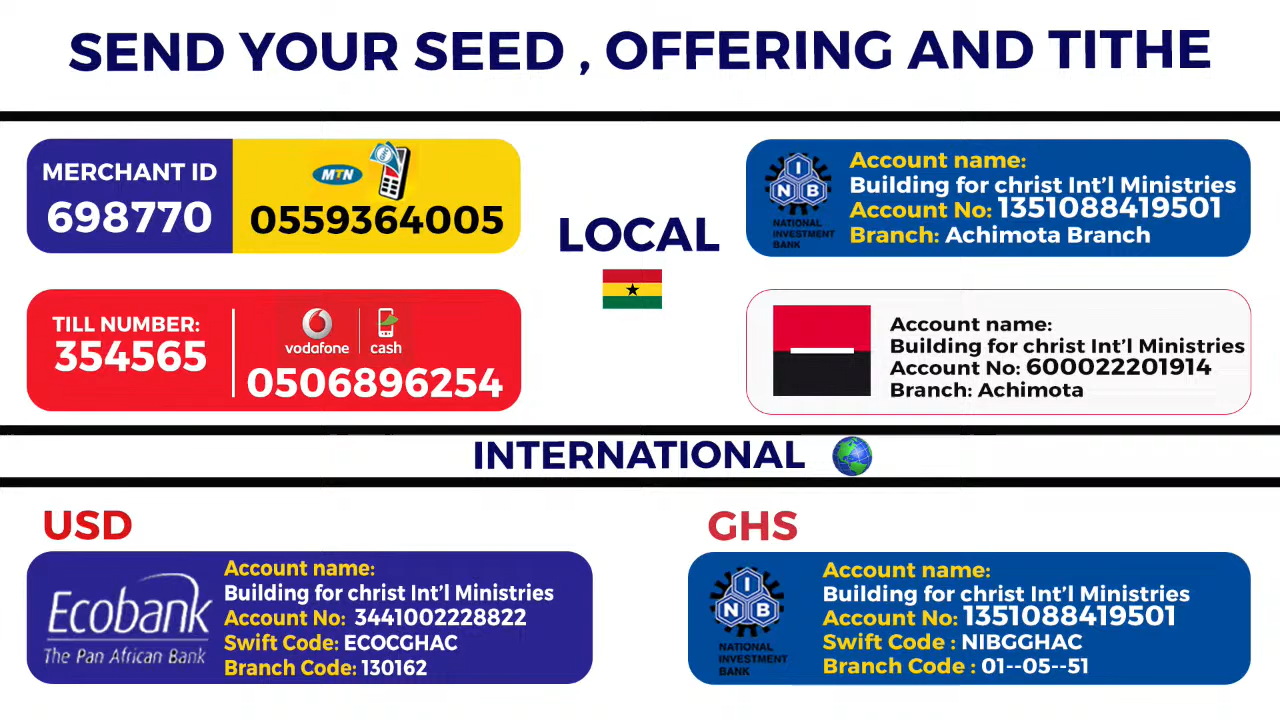 SEND YOUR SEED , OFFERING AND TITHE
MERCHANT ID
698770
MTN
0559364005
TILL NUMBER:
354565
vodafone
cash
0506896254
LOCAL
I
N B
NATIONAL
INVESTMENT
BANK
Account name:
Building for christ Int'l Ministries
Account No: 1351088419501
Branch: Achimota Branch
Account name:
Building for christ Int'l Ministries
Account No: 600022201914
Branch: Achimota
INTERNATIONAL
USD
Ecobank
The Pan African Bank
Account name:
Building for christ Int'l Ministries
Account No: 3441002228822
Swift Code: ECOCGHAC
Branch Code: 130162
GHS
I
N B
NATIONAL
INVESTMENT
BANK
Account name:
Building for christ Int'l Ministries
Account No: 1351088419501
Swift Code : NIBGGHAC
Branch Code : 01--05--51